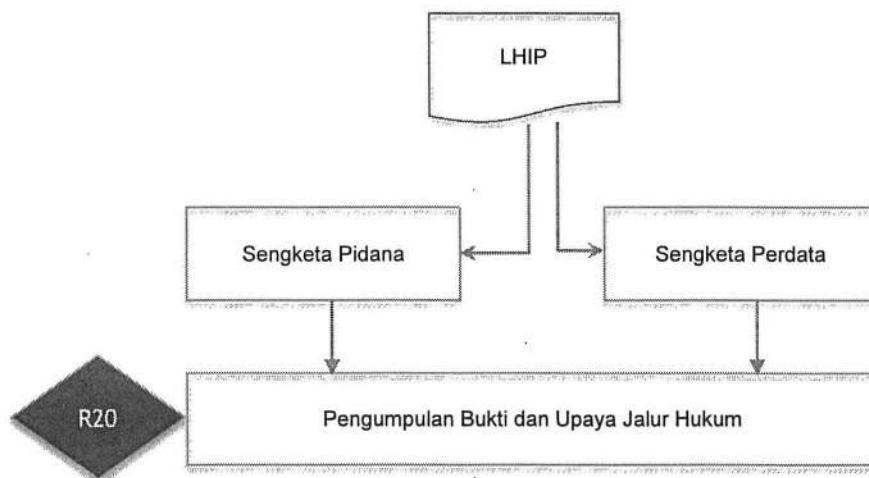 LHIP
Sengketa Pidana
Sengketa Perdata
R20
Pengumpulan Bukti dan Upaya Jalur Hukum